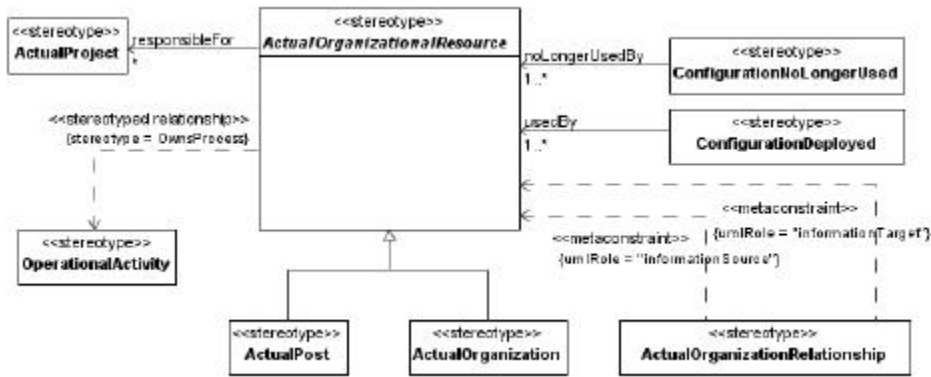 <<stereotype>>
ActualProject
responsibleFor
*
<<stereotype>>
ActualOrganizationalResource
noLongerUsedBy
1..*
<<stereotype>>
ConfigurationNoLongerUsed
<<stereotyped relationship>>
{stereotype = OwnsProcess}
usedBy
1..*
<<stereotype>>
ConfigurationDeployed
<<metaconstraint>>
{umlRole = "informationTarget"}
<<metaconstraint>>
{umlRole = "informationSource"}
<<stereotype>>
OperationalActivity
<<stereotype>>
ActualPost
<<stereotype>>
ActualOrganization
<<stereotype>>
ActualOrganizationRelationship